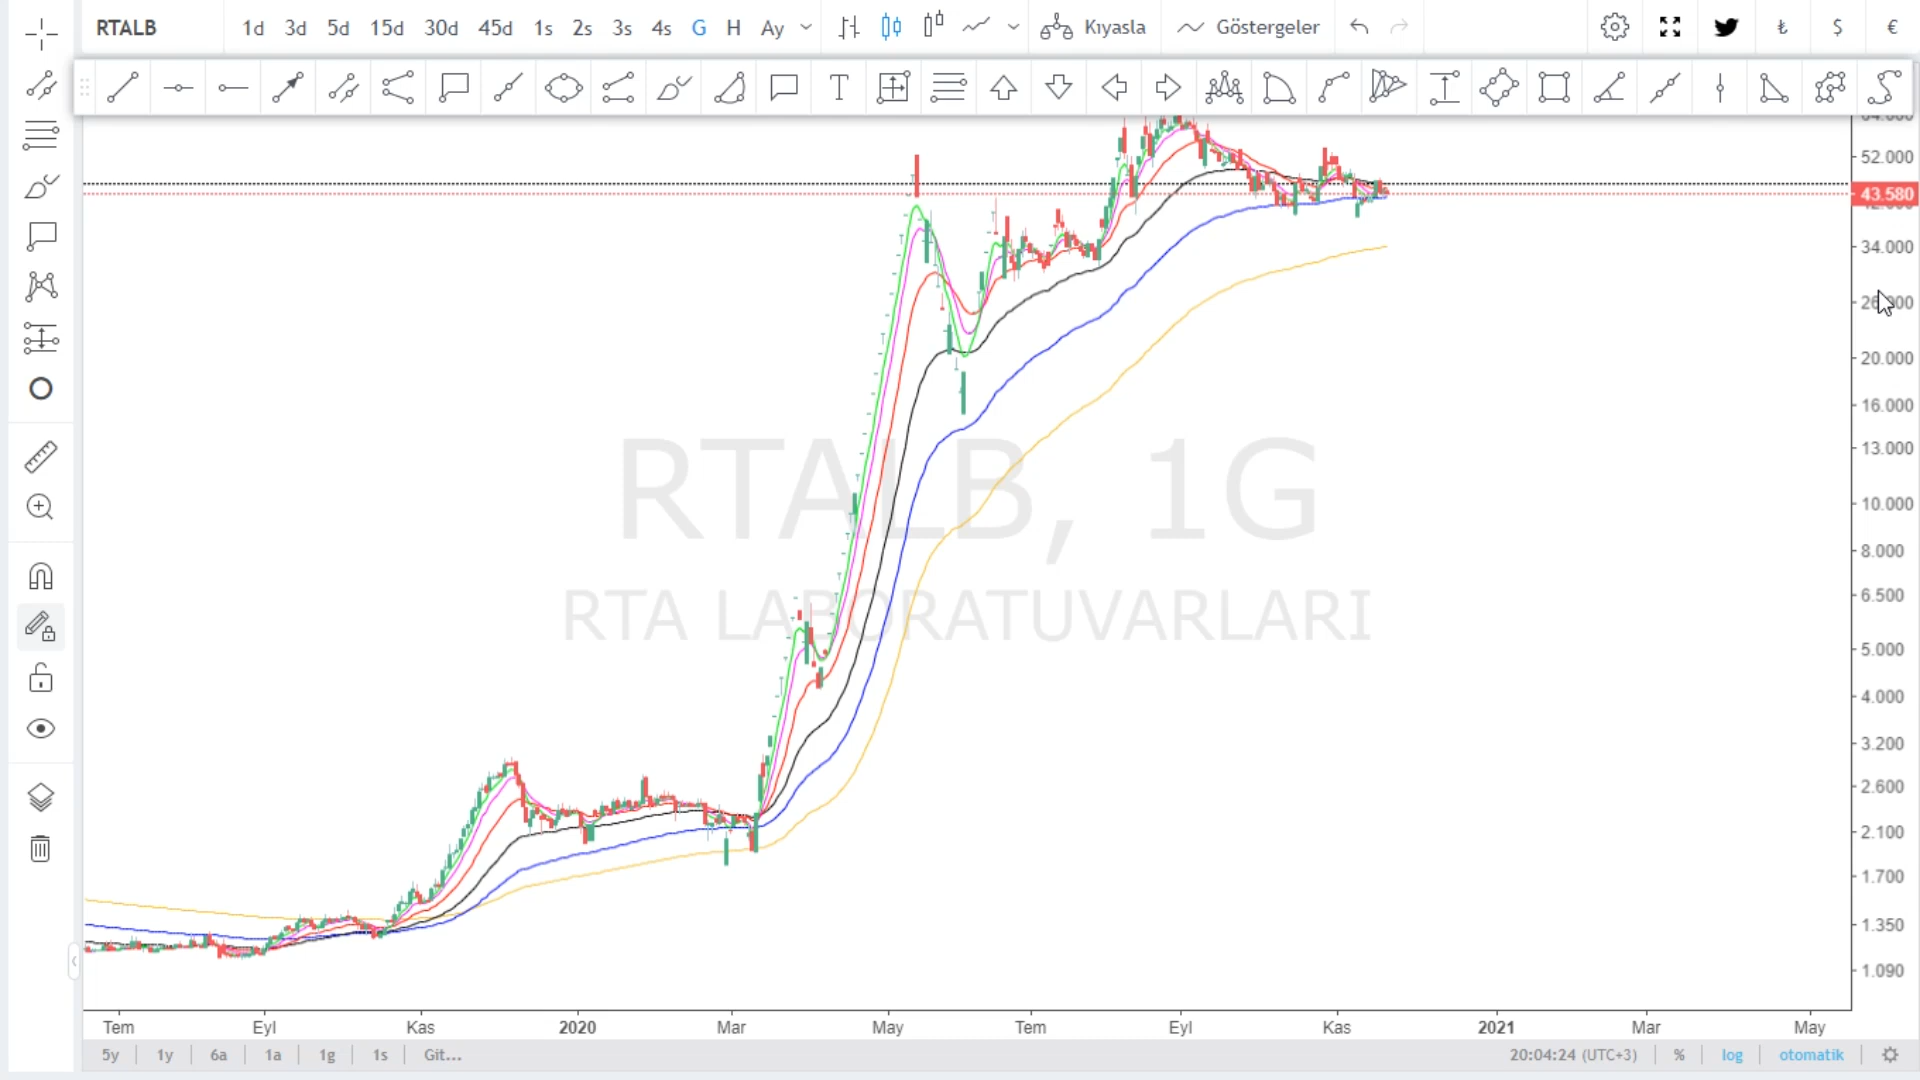 RTALB 1d 3d 5d 15d 30d 45d 1s 2s 3s 4s G H Ay Kıyasla Göstergeler ₺ $ €
T
52.000
43.580
34.000
20.000
16.000
13.000
10.000
8.000
6.500
5.000
4.000
3.200
2.600
2.100
1.700
1.350
1.090
RTALB, 1G
RTA LABORATUVARLARI
Tem Eyl Kas 2020 Mar May Tem Eyl Kas 2021 Mar May
5y 1y 6a 1a 1g 1s Git... 20:04:24 (UTC+3) % log otomatik